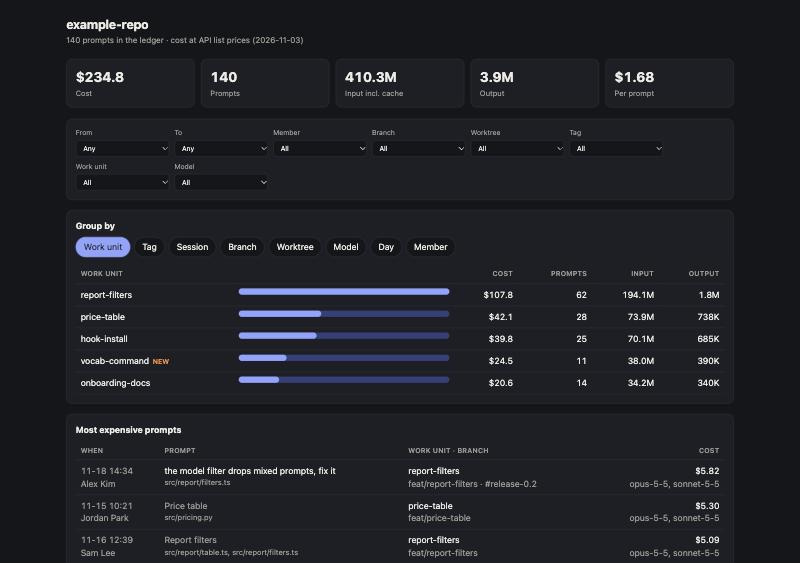 example-repo
140 prompts in the ledger · cost at API list prices (2026-11-03)
$234.8 140 410.3M 3.9M $1.68
Cost Prompts Input incl. cache Output Per prompt
From To Member Branch Worktree Tag
Any Any All All All All
Work unit Model
All All
Group by
Work unit Tag Session Branch Worktree Model Day Member
WORK UNIT COST PROMPTS INPUT OUTPUT
report-filters $107.8 62 194.1M 1.8M
price-table $42.1 28 73.9M 738K
hook-install $39.8 25 70.1M 685K
vocab-command NEW $24.5 11 38.0M 390K
onboarding-docs $20.6 14 34.2M 340K
Most expensive prompts
WHEN PROMPT WORK UNIT · BRANCH COST
11-18 14:34 the model filter drops mixed prompts, fix it report-filters $5.82
Alex Kim src/report/filters.ts feat/report-filters · #release-0.2 opus-5-5, sonnet-5-5
11-15 10:21 Price table price-table $5.30
Jordan Park src/pricing.py feat/price-table opus-5-5, sonnet-5-5
11-16 12:39 Report filters report-filters $5.09
Sam Lee src/report/table.ts, src/report/filters.ts feat/report-filters opus-5-5, sonnet-5-5